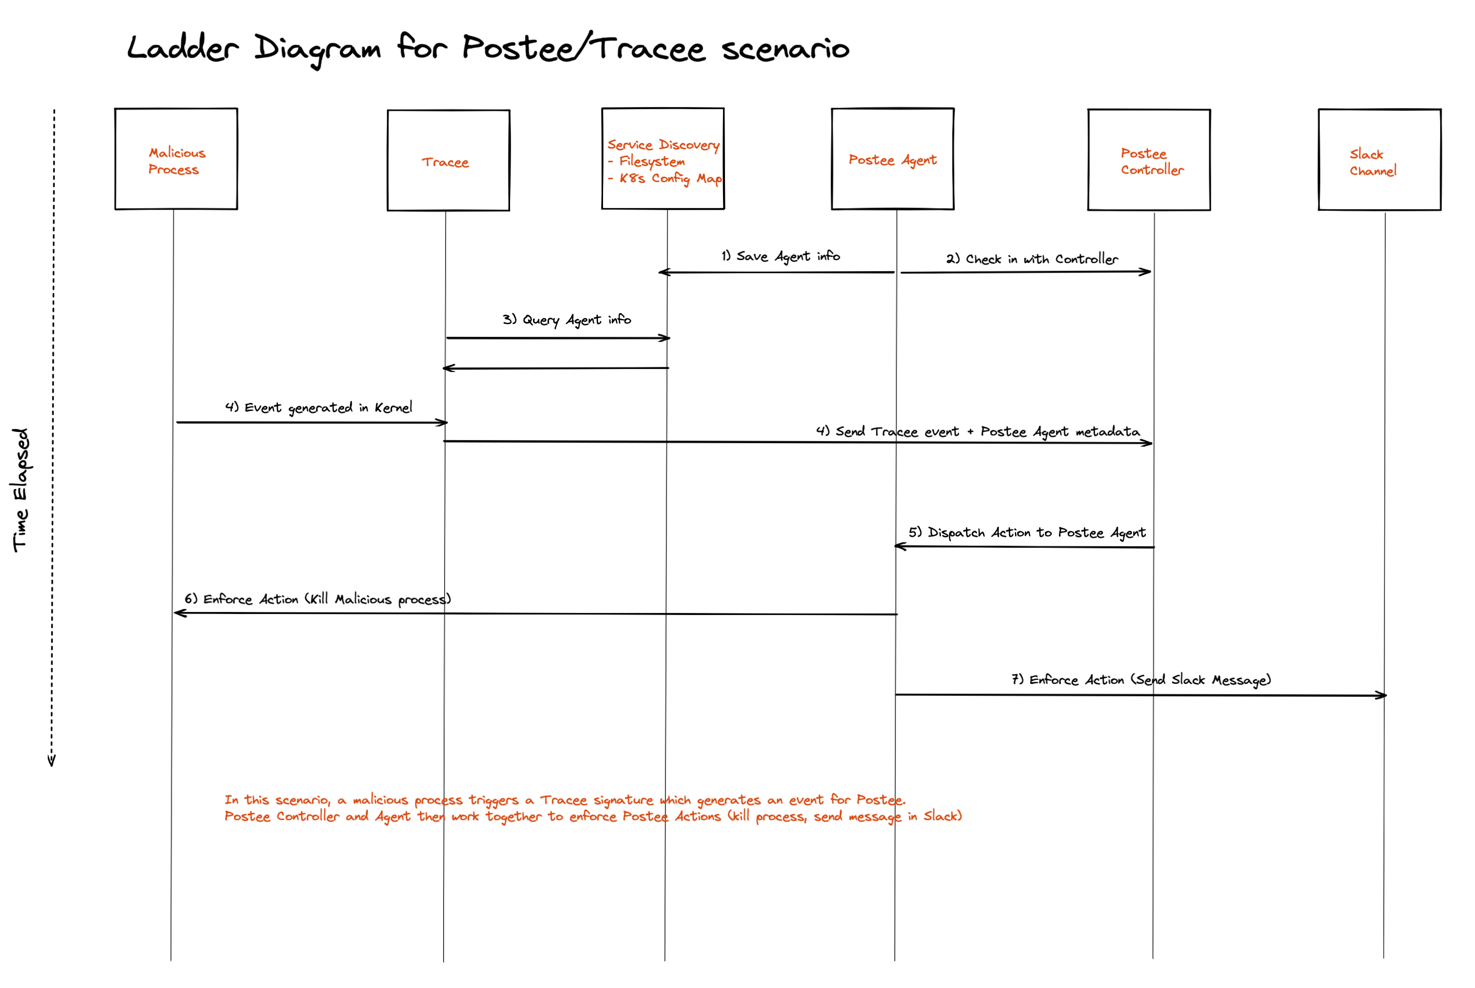 Ladder Diagram for Postee/Tracee scenario
Malicious
Process
Tracee
Service Discovery
- Filesystem
- K8s Config Map
Postee Agent
Postee
Controller
Slack
Channel
1) Save Agent info
2) Check in with Controller
3) Query Agent info
4) Event generated in Kernel
4) Send Tracee event + Postee Agent metadata
Time Elapsed
5) Dispatch Action to Postee Agent
6) Enforce Action (Kill Malicious process)
7) Enforce Action (Send Slack Message)
In this scenario, a malicious process triggers a Tracee signature which generates an event for Postee.
Postee Controller and Agent then work together to enforce Postee Actions (kill process, send message in Slack)